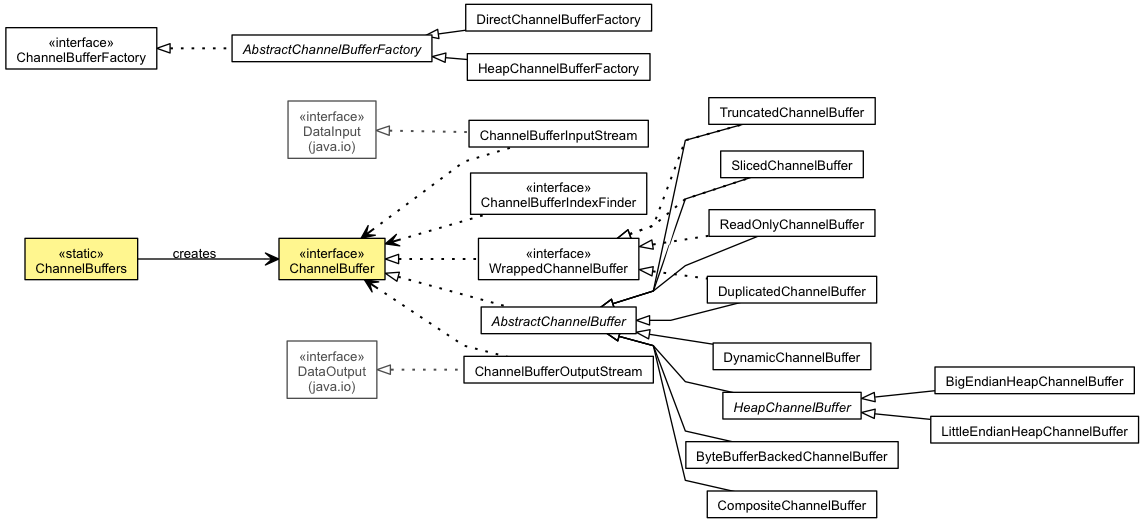 DirectChannelBufferFactory
«interface»
ChannelBufferFactory
AbstractChannelBufferFactory
HeapChannelBufferFactory
«interface»
DataInput
(java.io)
ChannelBufferInputStream
TruncatedChannelBuffer
SlicedChannelBuffer
«interface»
ChannelBufferIndexFinder
ReadOnlyChannelBuffer
«static»
ChannelBuffers
creates
«interface»
ChannelBuffer
«interface»
WrappedChannelBuffer
DuplicatedChannelBuffer
AbstractChannelBuffer
DynamicChannelBuffer
«interface»
DataOutput
(java.io)
ChannelBufferOutputStream
BigEndianHeapChannelBuffer
HeapChannelBuffer
LittleEndianHeapChannelBuffer
ByteBufferBackedChannelBuffer
CompositeChannelBuffer